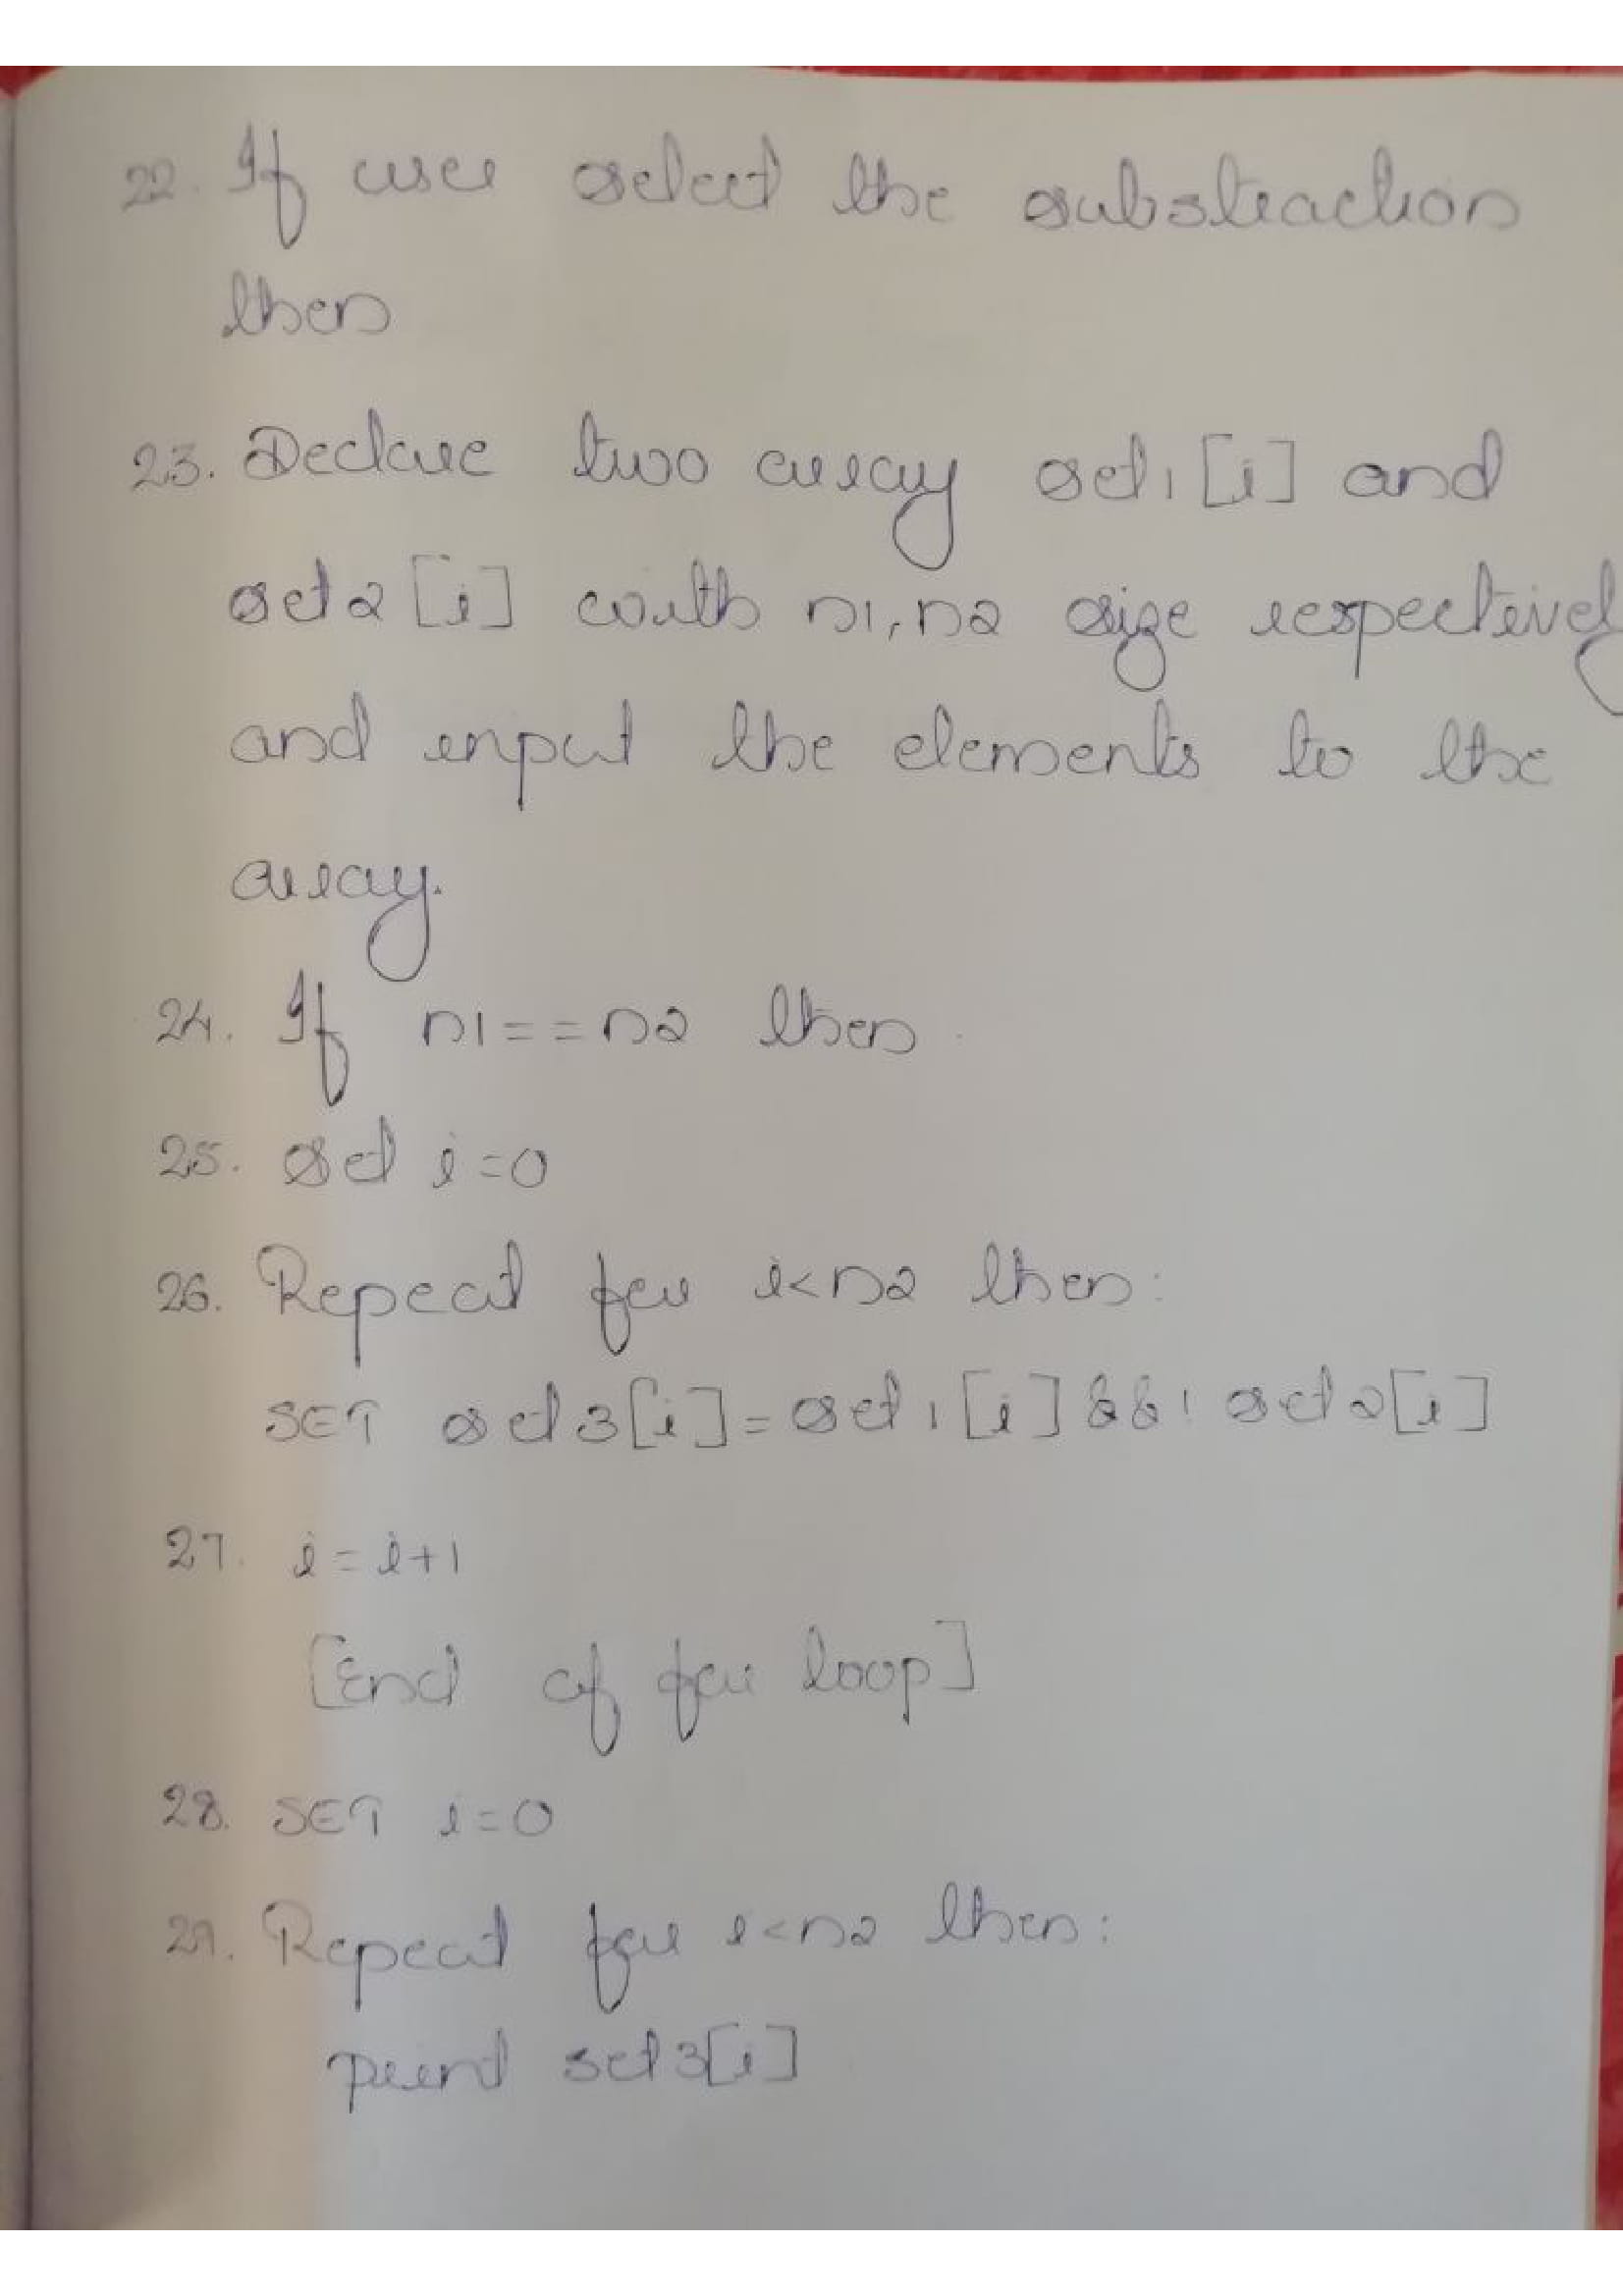 22. If user select the substraction
then
23. Declare two array set1[i] and
set2[i] with n1, n2 size respectively
and input the elements to the
array.
24. If n1==n2 then
25. set i=0
26. Repeat for i<n2 then:
SET set3[i]=set1[i]&&! set2[i]
27. i=i+1
[End of for loop]
28. SET i=0
29. Repeat for i<n2 then:
print set3[i]